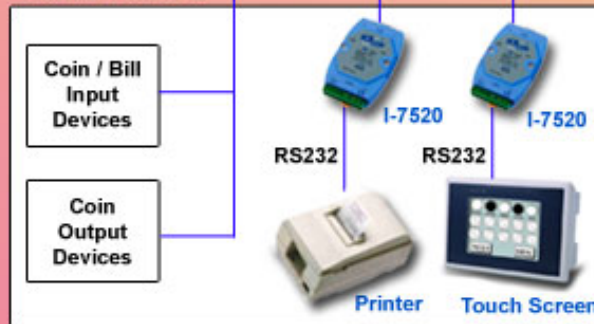 Coin / Bill
Input
Devices
I-7520
I-7520
RS232
RS232
Coin
Output
Devices
Printer
Touch Screen